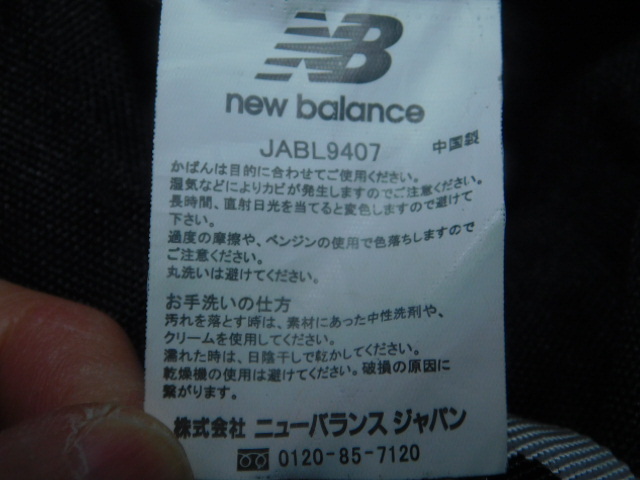 NB
new balance
JABL9407 中国製
かばんは目的に合わせてご使用ください。
湿気などによりカビが発生しますのでご注意ください。
長時間、直射日光を当てると変色しますので避けて
下さい。
過度の摩擦や、ベンジンの使用で色落ちしますので
ご注意ください。
丸洗いは避けてください。
お手洗いの仕方
汚れを落とす時は、素材にあった中性洗剤や、
クリームを使用してください。
濡れた時は、日陰干しで乾かしてください。
乾燥機の使用は避けてください。破損の原因に
繋がります。
株式会社 ニューバランス ジャパン
0120-85-7120